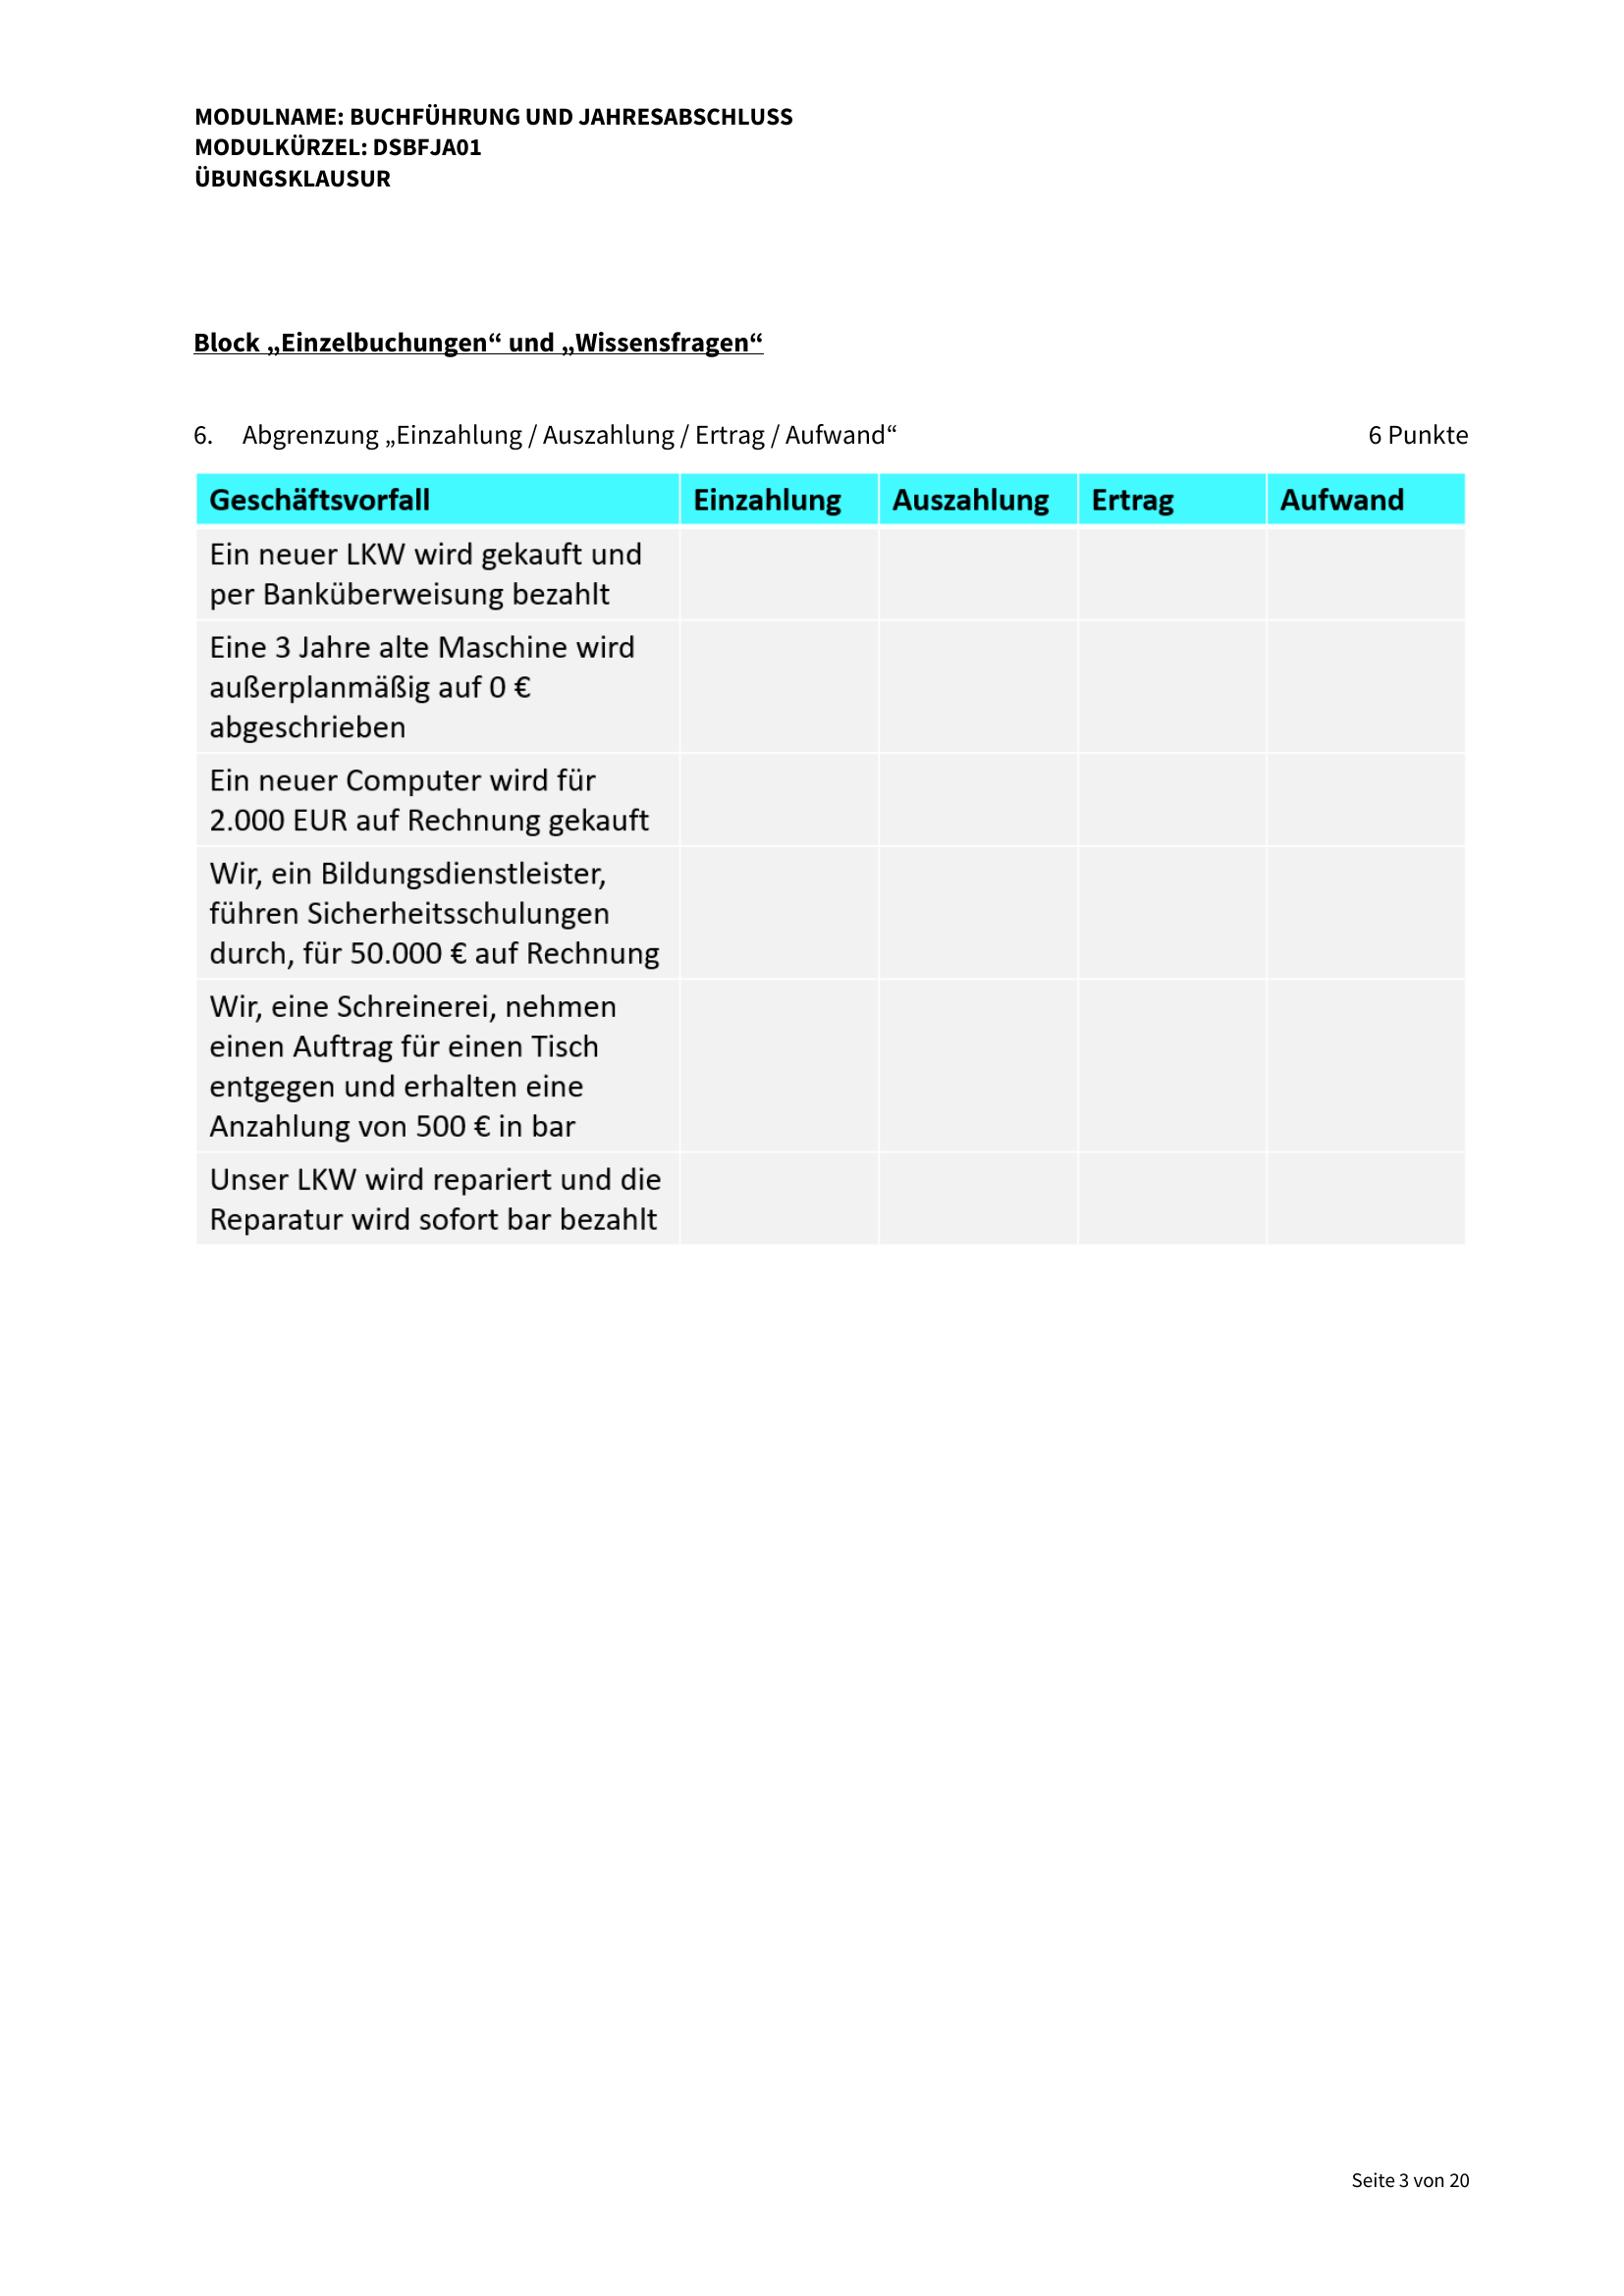 MODULNAME: BUCHFÜHRUNG UND JAHRESABSCHLUSS
MODULKÜRZEL: DSBFJA01
ÜBUNGSKLAUSUR
Block „Einzelbuchungen“ und „Wissensfragen“
6. Abgrenzung „Einzahlung / Auszahlung / Ertrag / Aufwand“ 6 Punkte
Geschäftsvorfall Einzahlung Auszahlung Ertrag Aufwand
Ein neuer LKW wird gekauft und
per Banküberweisung bezahlt
Eine 3 Jahre alte Maschine wird
außerplanmäßig auf 0 €
abgeschrieben
Ein neuer Computer wird für
2.000 EUR auf Rechnung gekauft
Wir, ein Bildungsdienstleister,
führen Sicherheitsschulungen
durch, für 50.000 € auf Rechnung
Wir, eine Schreinerei, nehmen
einen Auftrag für einen Tisch
entgegen und erhalten eine
Anzahlung von 500 € in bar
Unser LKW wird repariert und die
Reparatur wird sofort bar bezahlt
Seite 3 von 20